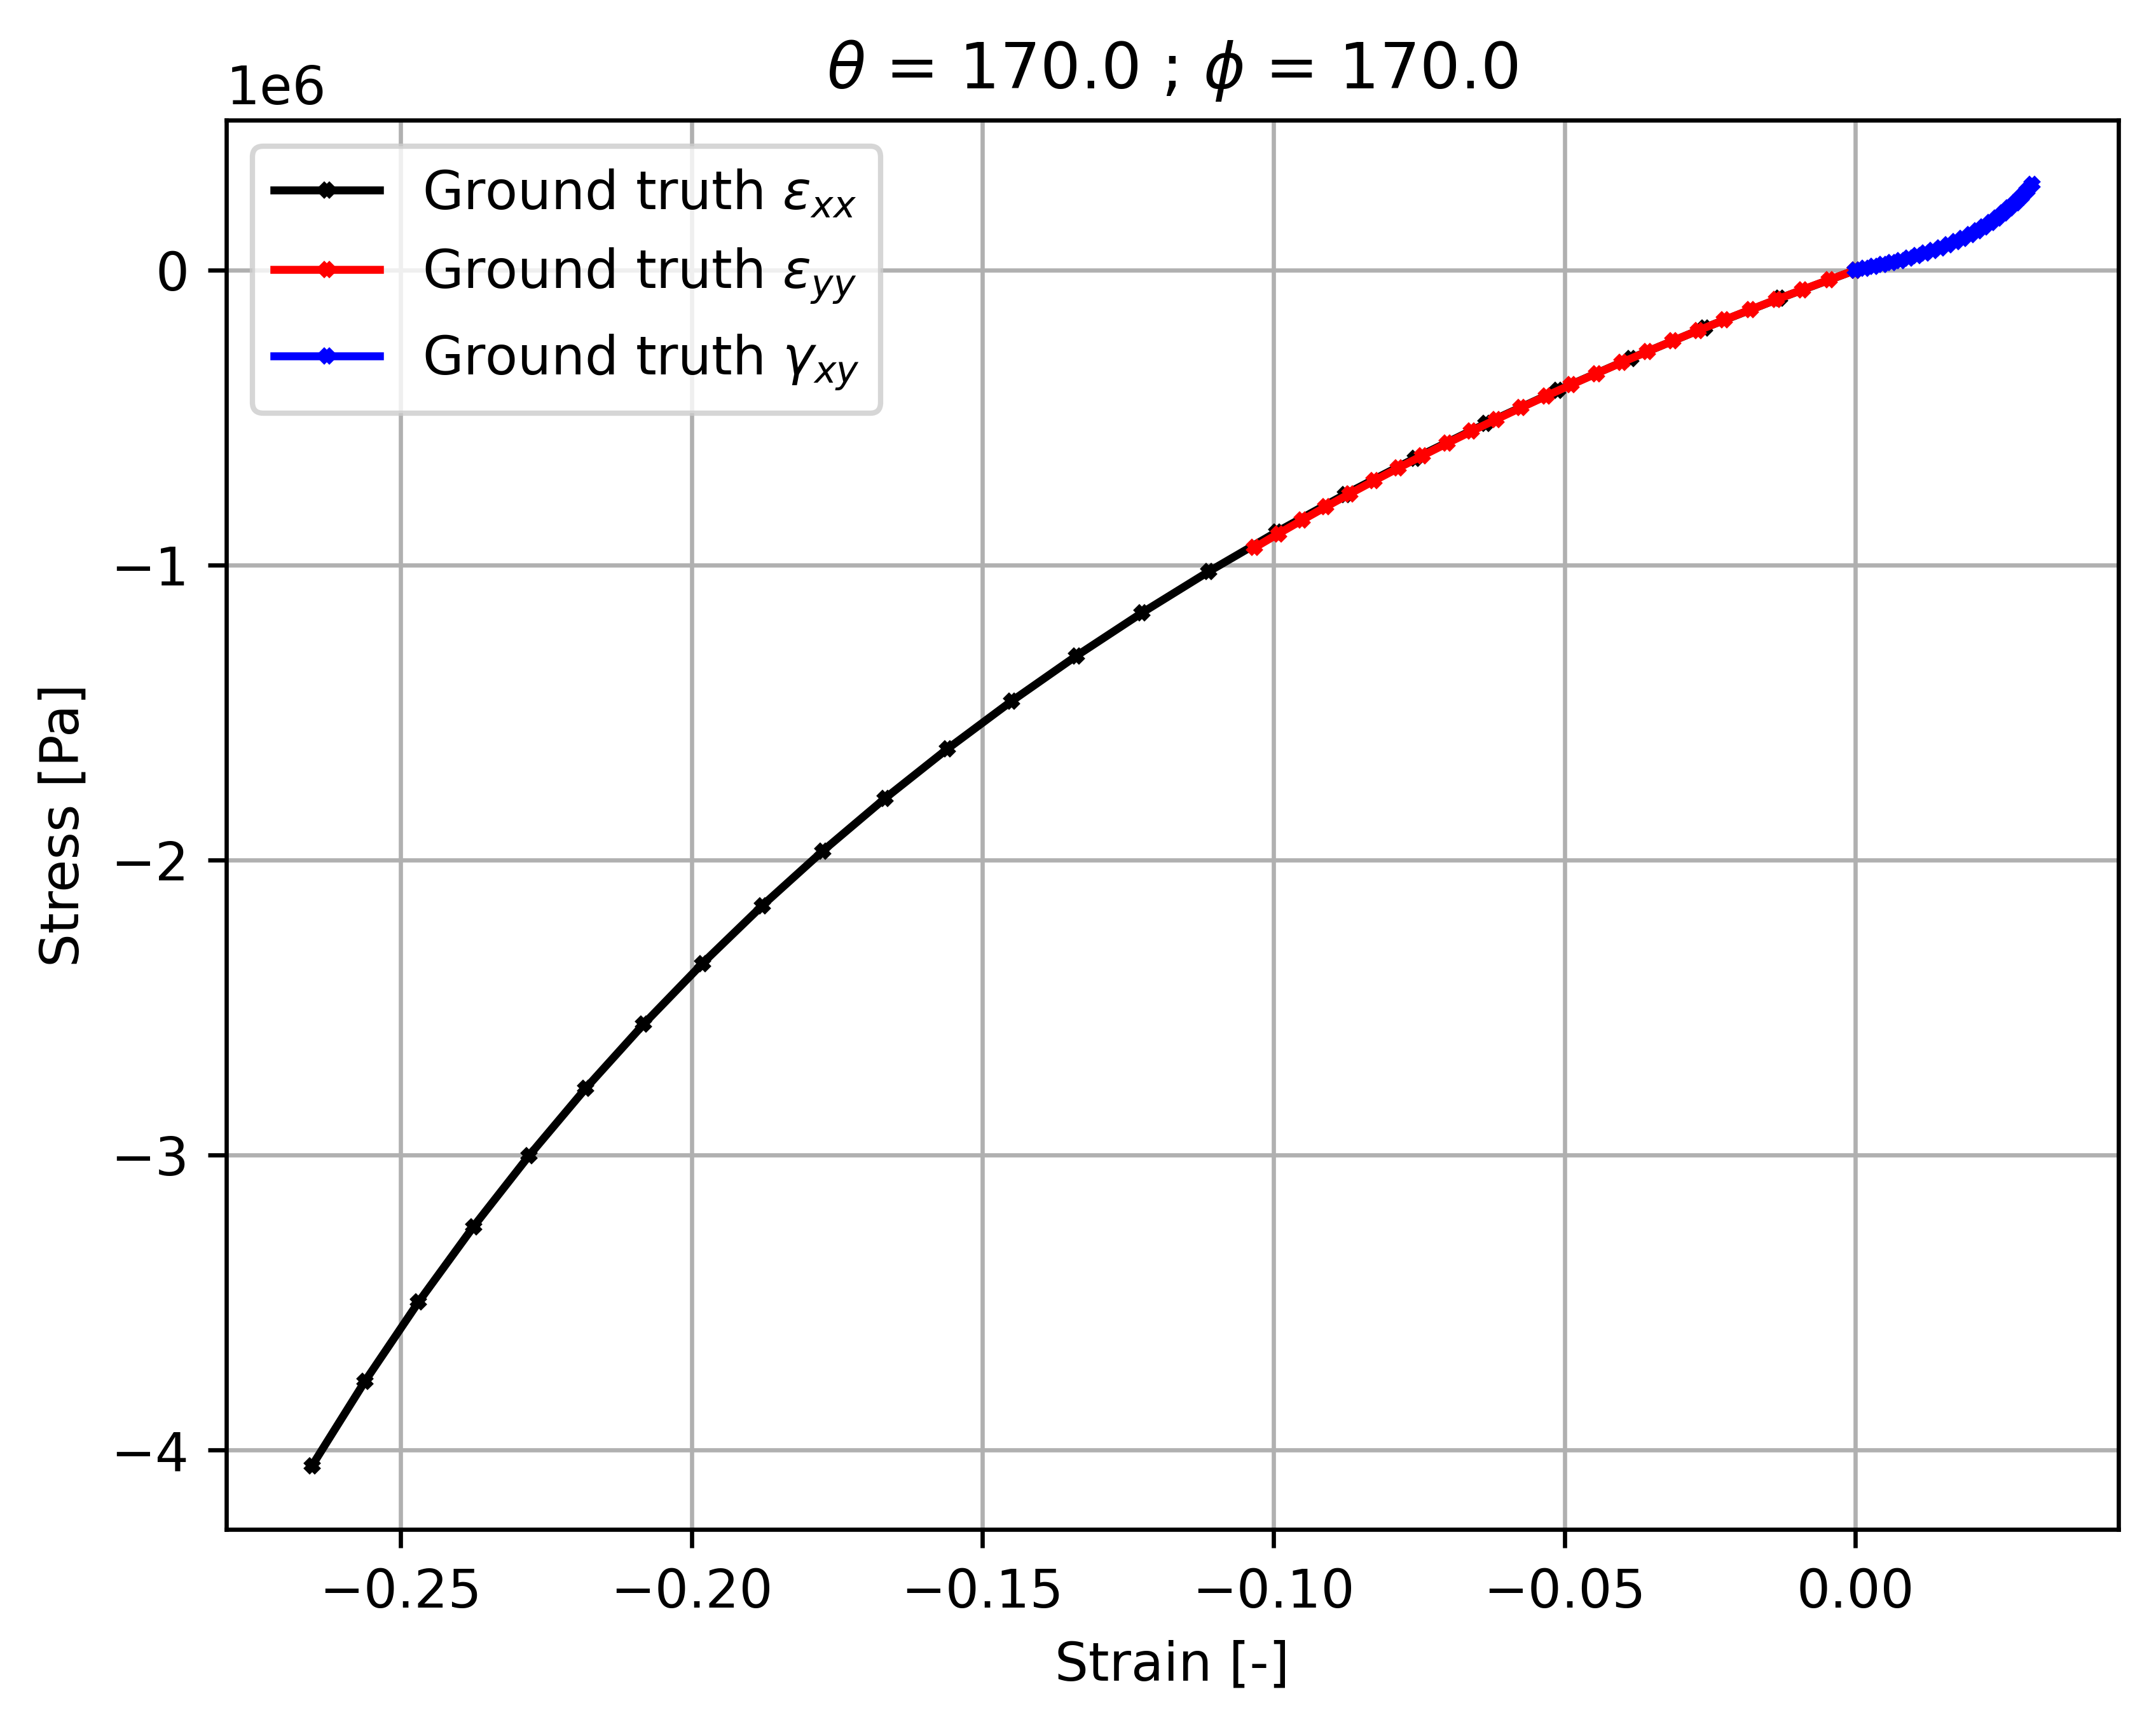 θ = 170.0 ; ϕ = 170.0
1e6
Ground truth εxx
Ground truth εyy
Ground truth γxy
0
−1
−2
−3
−4
Stress [Pa]
−0.25 −0.20 −0.15 −0.10 −0.05 0.00
Strain [-]